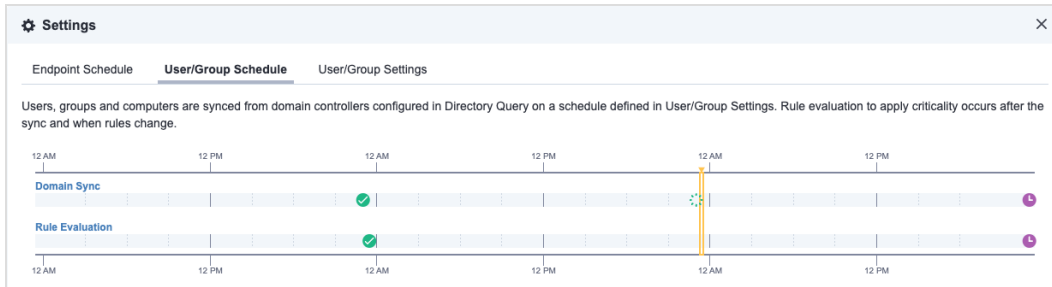 Settings
Endpoint Schedule User/Group Schedule User/Group Settings
Users, groups and computers are synced from domain controllers configured in Directory Query on a schedule defined in User/Group Settings. Rule evaluation to apply criticality occurs after the
sync and when rules change.
12 AM 12 PM 12 AM 12 PM 12 AM 12 PM
Domain Sync
Rule Evaluation
12 AM 12 PM 12 AM 12 PM 12 AM 12 PM